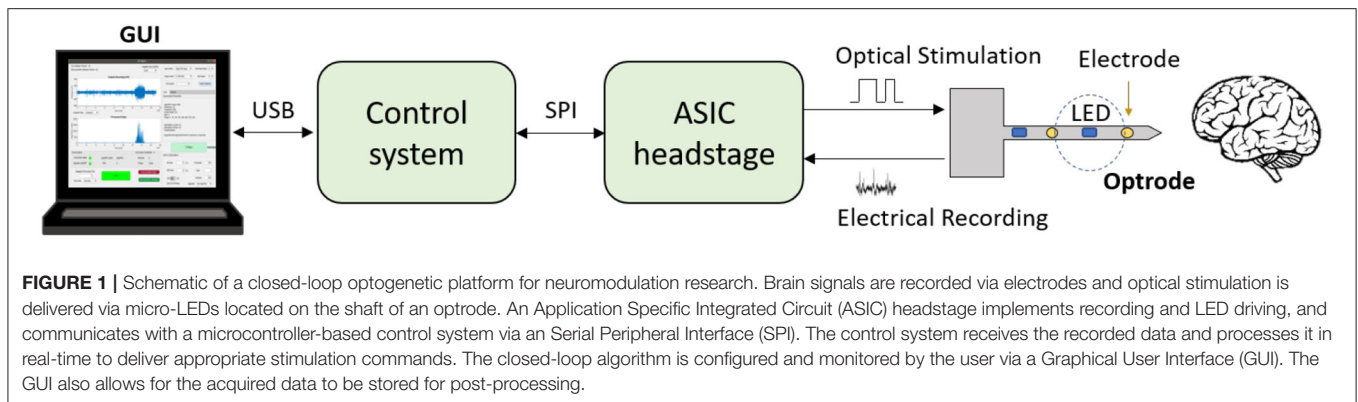 GUI
USB
Control
system
SPI
ASIC
headstage
Optical Stimulation
Electrical Recording
Electrode
LED
Optrode
FIGURE 1 | Schematic of a closed-loop optogenetic platform for neuromodulation research. Brain signals are recorded via electrodes and optical stimulation is
delivered via micro-LEDs located on the shaft of an optrode. An Application Specific Integrated Circuit (ASIC) headstage implements recording and LED driving, and
communicates with a microcontroller-based control system via an Serial Peripheral Interface (SPI). The control system receives the recorded data and processes it in
real-time to deliver appropriate stimulation commands. The closed-loop algorithm is configured and monitored by the user via a Graphical User Interface (GUI). The
GUI also allows for the acquired data to be stored for post-processing.